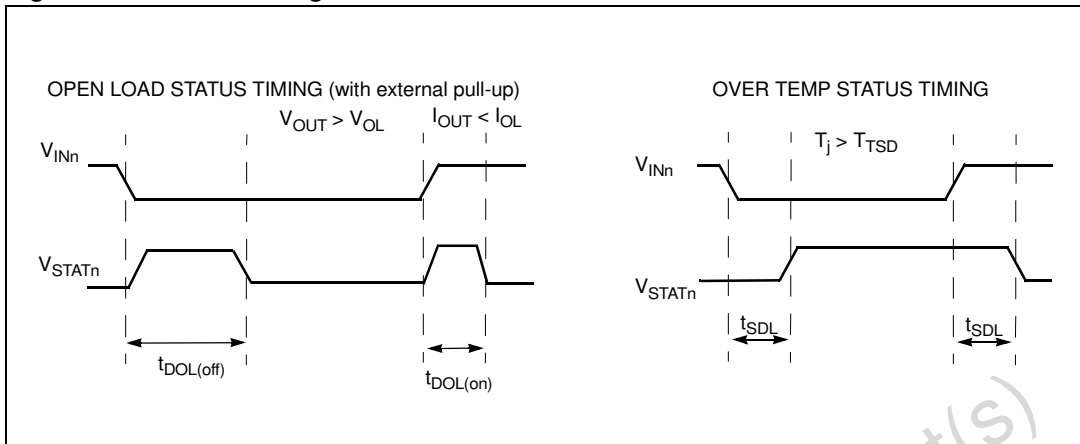 OPEN LOAD STATUS TIMING (with external pull-up)
V_OUT > V_OL
I_OUT < I_OL
V_INn
V_STATn
t_DOL(off)
t_DOL(on)
OVER TEMP STATUS TIMING
T_j > T_TSD
V_INn
V_STATn
t_SDL
t_SDL